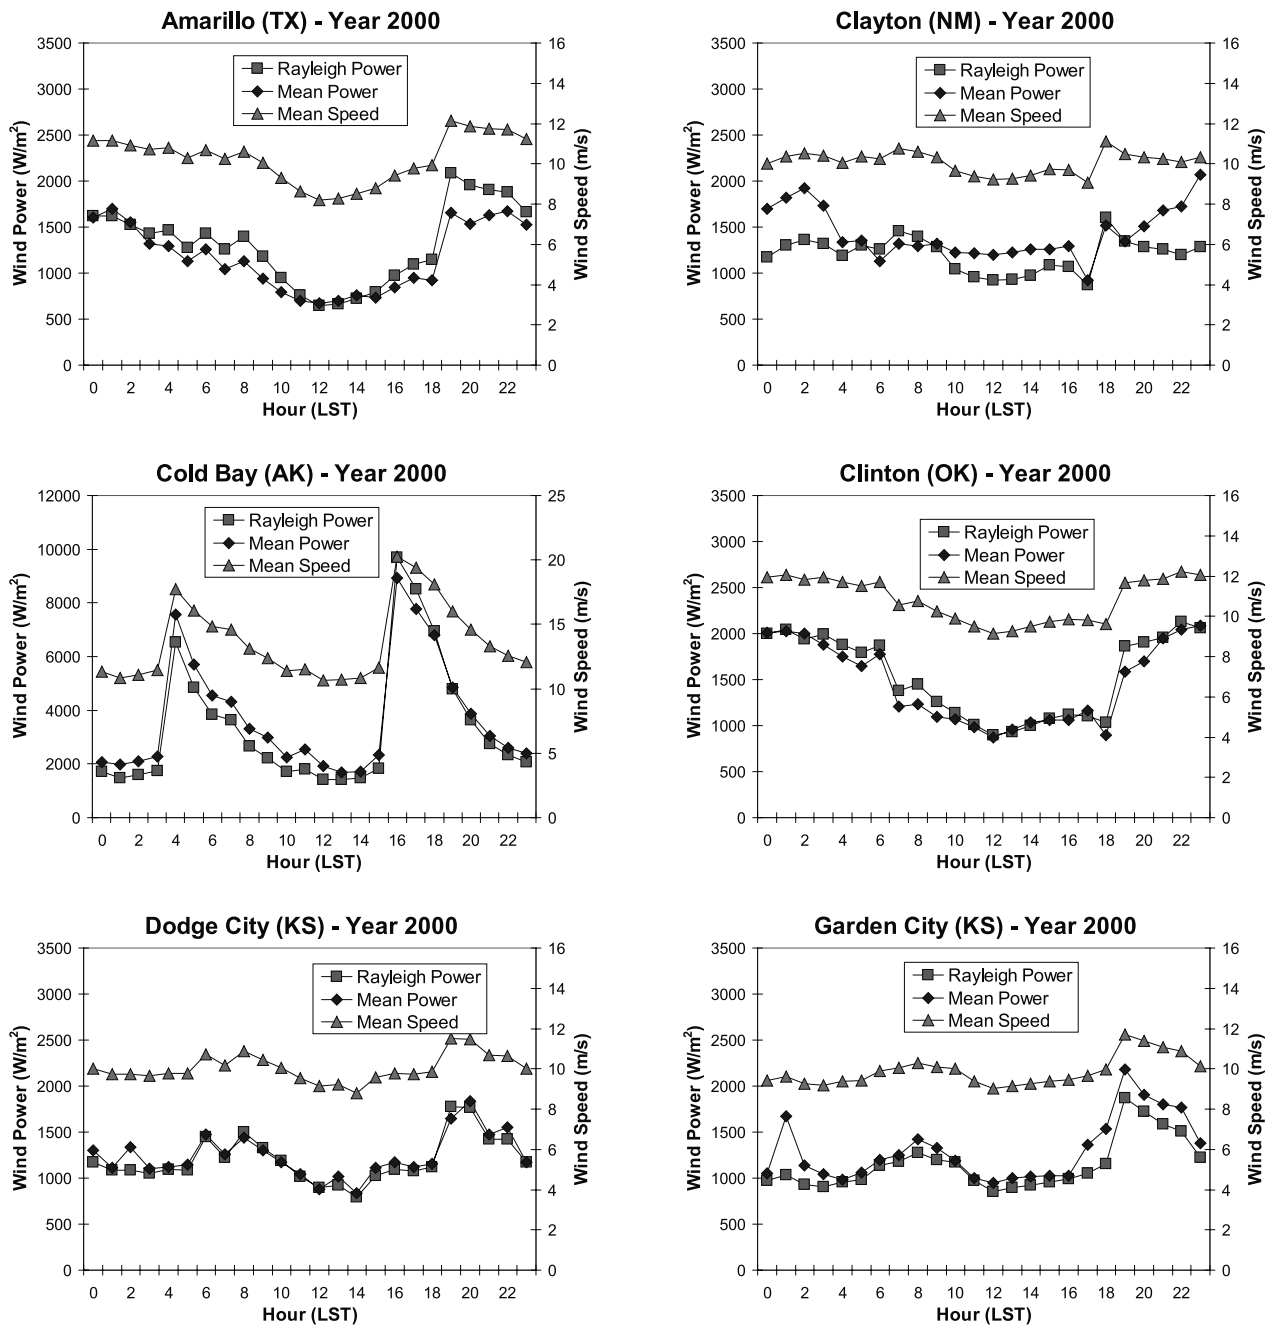 Amarillo (TX) - Year 2000
3500
3000
2500
2000
1500
1000
500
0
Wind Power (W/m²)
Rayleigh Power
Mean Power
Mean Speed
16
14
12
10
8
6
4
2
0
Wind Speed (m/s)
0 2 4 6 8 10 12 14 16 18 20 22
Hour (LST)
Clayton (NM) - Year 2000
3500
3000
2500
2000
1500
1000
500
0
Wind Power (W/m²)
Rayleigh Power
Mean Power
Mean Speed
16
14
12
10
8
6
4
2
0
Wind Speed (m/s)
0 2 4 6 8 10 12 14 16 18 20 22
Hour (LST)
Cold Bay (AK) - Year 2000
12000
10000
8000
6000
4000
2000
0
Wind Power (W/m²)
Rayleigh Power
Mean Power
Mean Speed
25
20
15
10
5
0
Wind Speed (m/s)
0 2 4 6 8 10 12 14 16 18 20 22
Hour (LST)
Clinton (OK) - Year 2000
3500
3000
2500
2000
1500
1000
500
0
Wind Power (W/m²)
Rayleigh Power
Mean Power
Mean Speed
16
14
12
10
8
6
4
2
0
Wind Speed (m/s)
0 2 4 6 8 10 12 14 16 18 20 22
Hour (LST)
Dodge City (KS) - Year 2000
3500
3000
2500
2000
1500
1000
500
0
Wind Power (W/m²)
Rayleigh Power
Mean Power
Mean Speed
16
14
12
10
8
6
4
2
0
Wind Speed (m/s)
0 2 4 6 8 10 12 14 16 18 20 22
Hour (LST)
Garden City (KS) - Year 2000
3500
3000
2500
2000
1500
1000
500
0
Wind Power (W/m²)
Rayleigh Power
Mean Power
Mean Speed
16
14
12
10
8
6
4
2
0
Wind Speed (m/s)
0 2 4 6 8 10 12 14 16 18 20 22
Hour (LST)